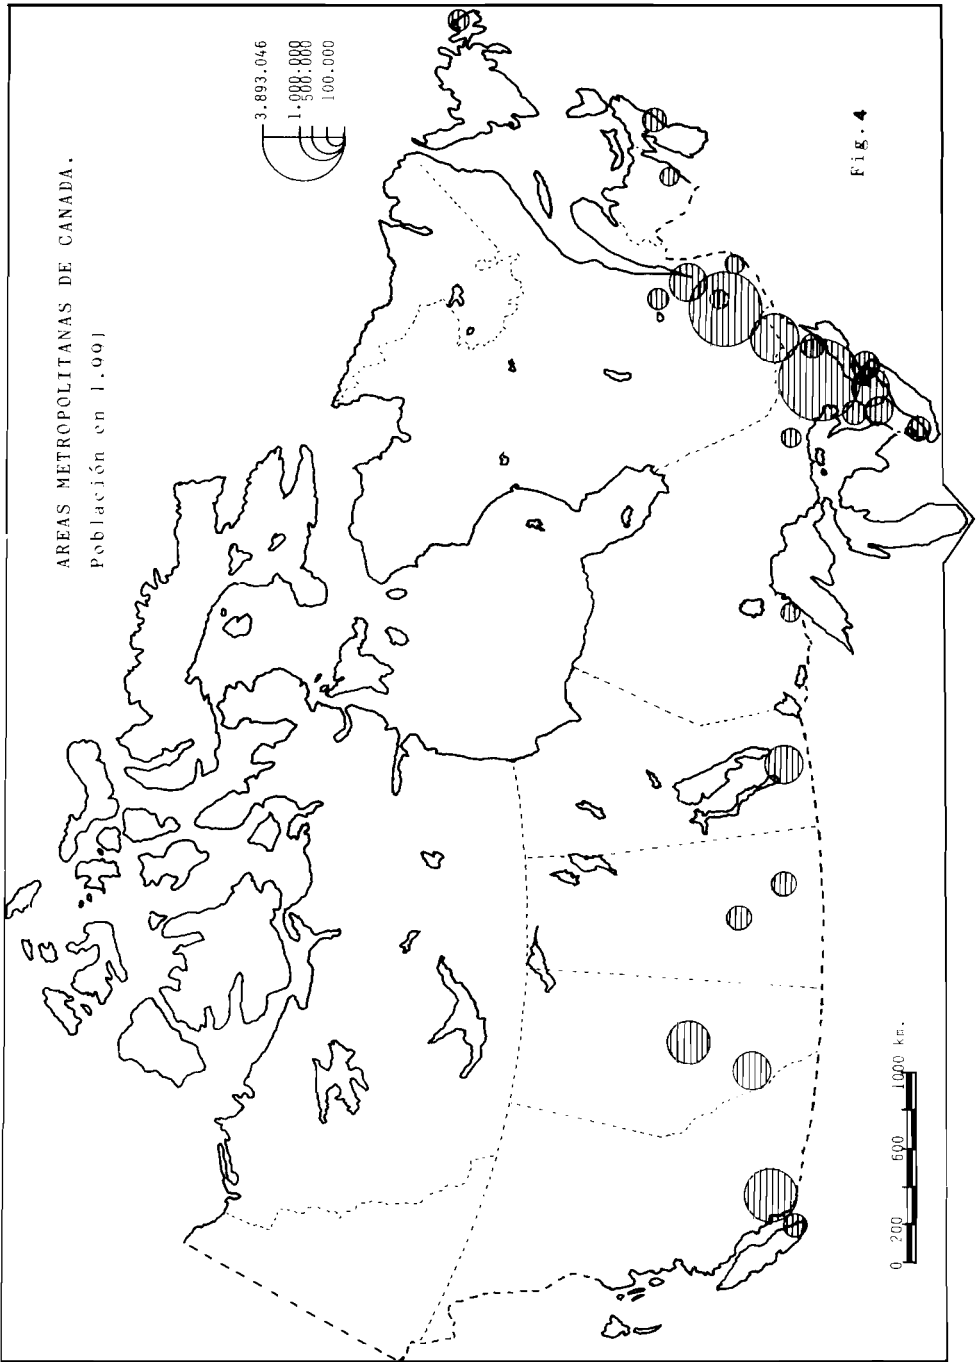 AREAS METROPOLITANAS DE CANADA.
Población en 1.991
3.893.046
1.000.000
500.000
100.000
Fig. 4
0 200 600 1000 km.